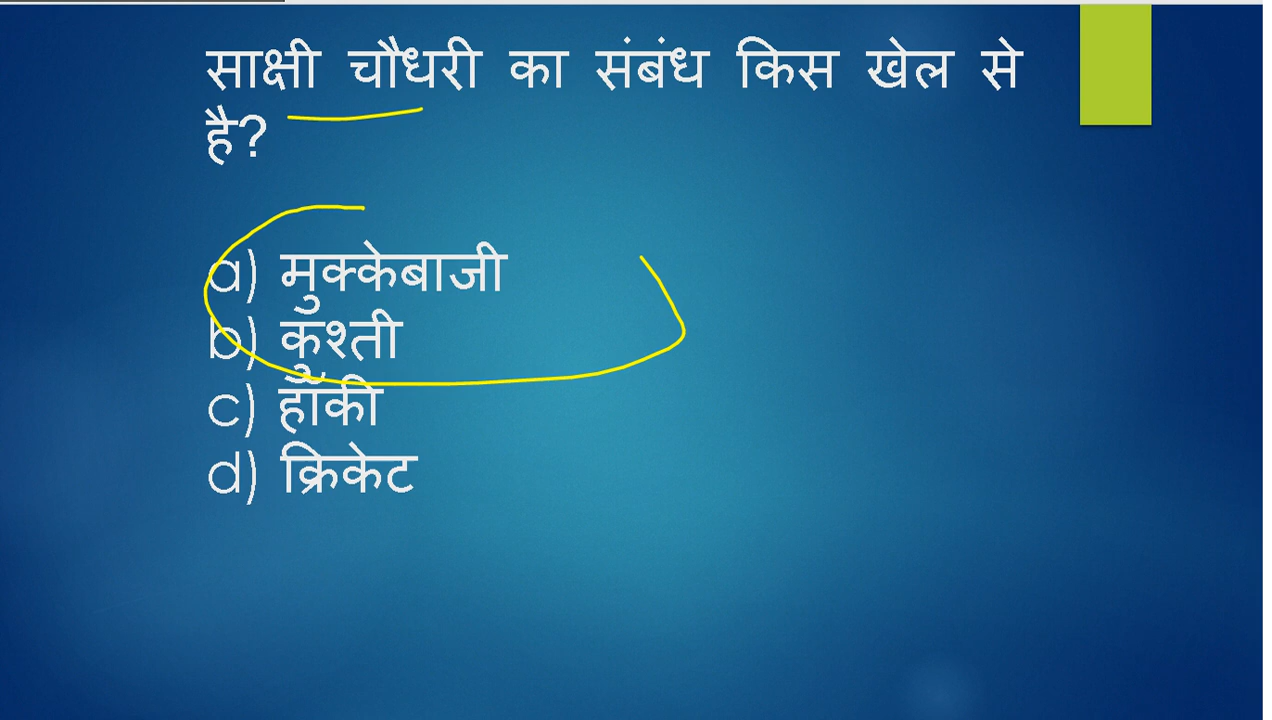 साक्षी चौधरी का संबंध किस खेल से
है?
a) मुक्केबाजी
b) कुश्ती
c) हॉकी
d) क्रिकेट